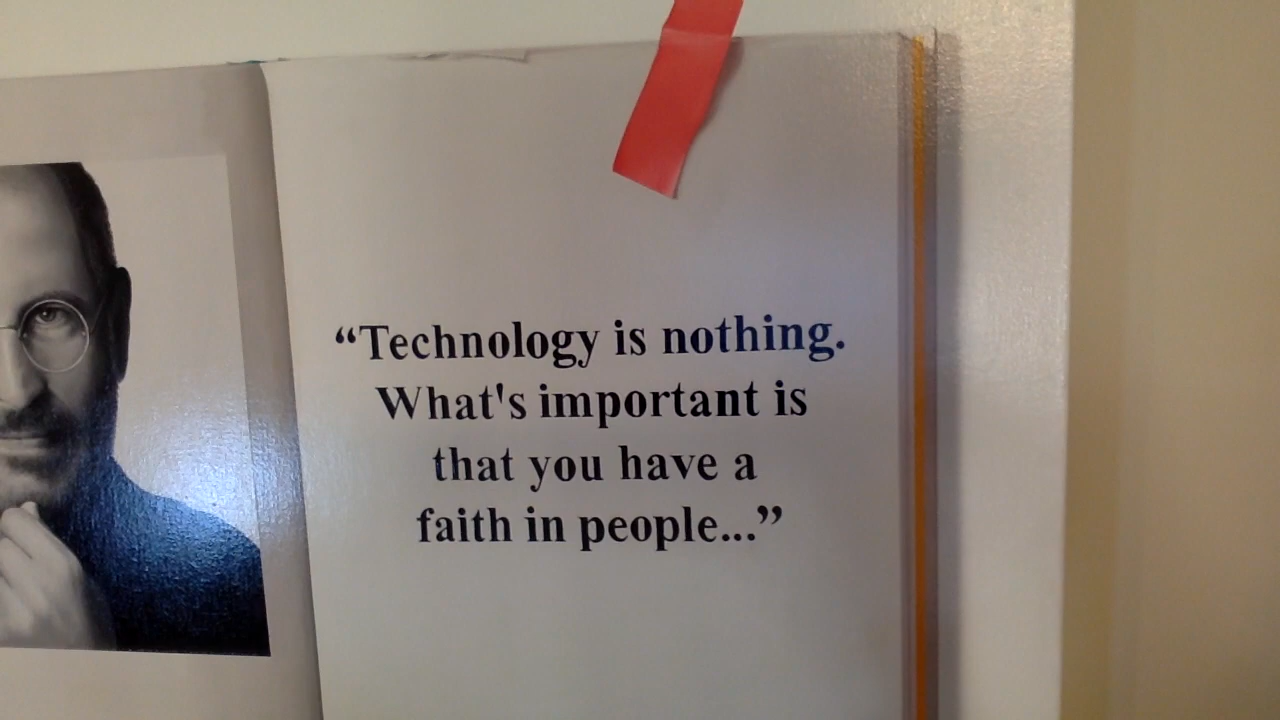 “Technology is nothing.
What's important is
that you have a
faith in people...”